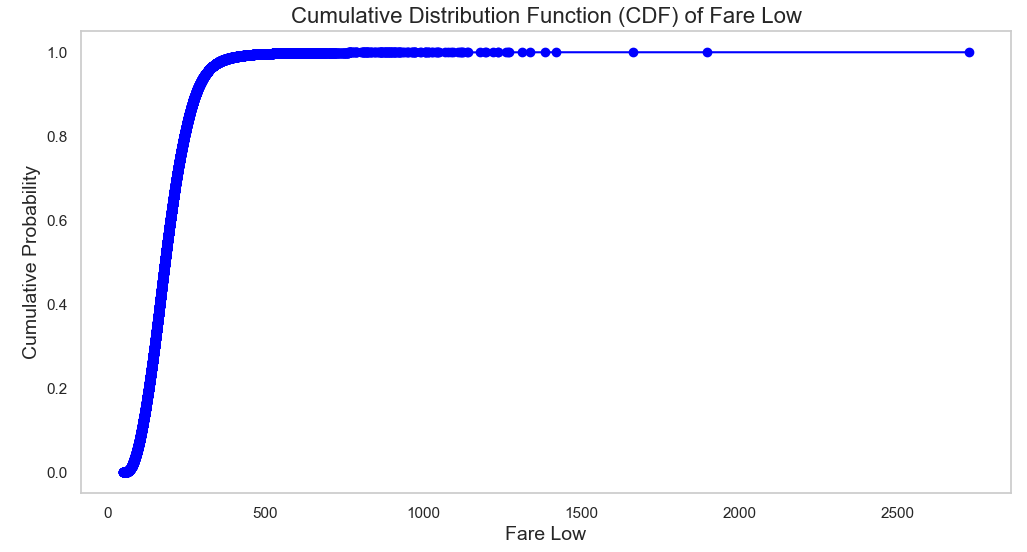 Cumulative Distribution Function (CDF) of Fare Low
1.0
0.8
0.6
0.4
0.2
0.0
Cumulative Probability
0 500 1000 1500 2000 2500
Fare Low